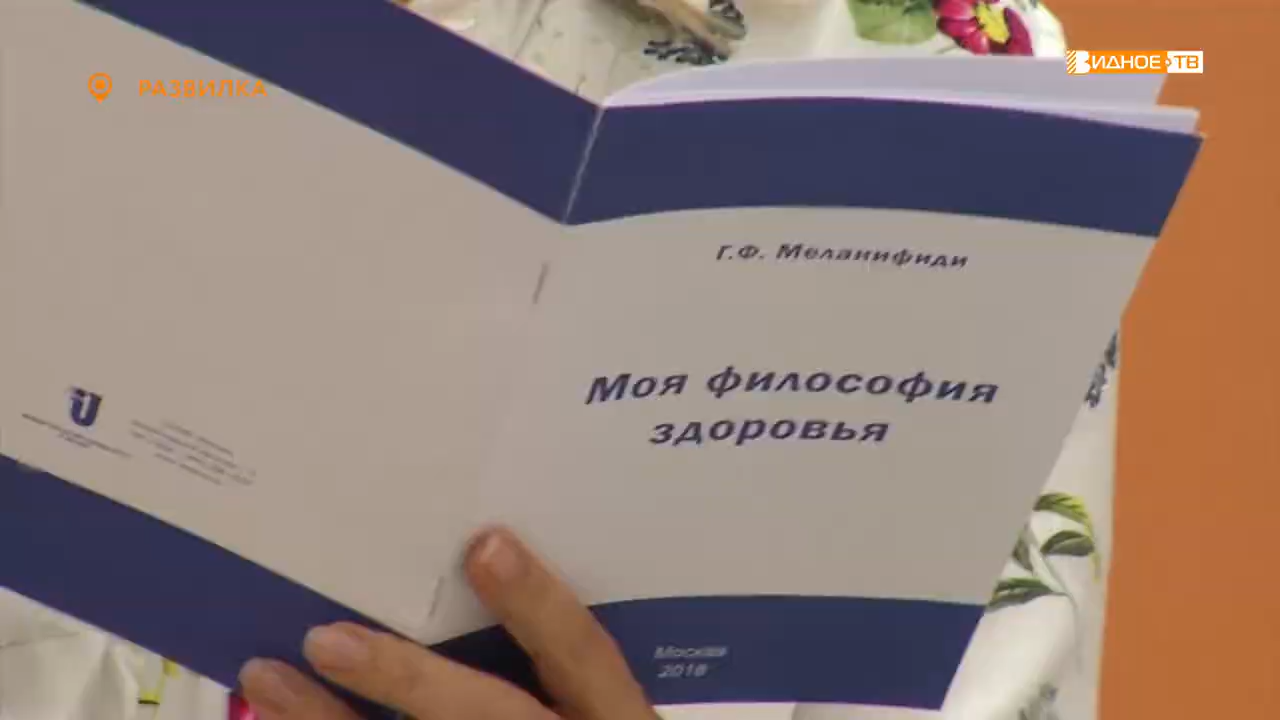 РАЗВИЛКА
ВИДНОЕ ТВ
Г.Ф. Меланифиди
Моя философия
здоровья
Москва
2018